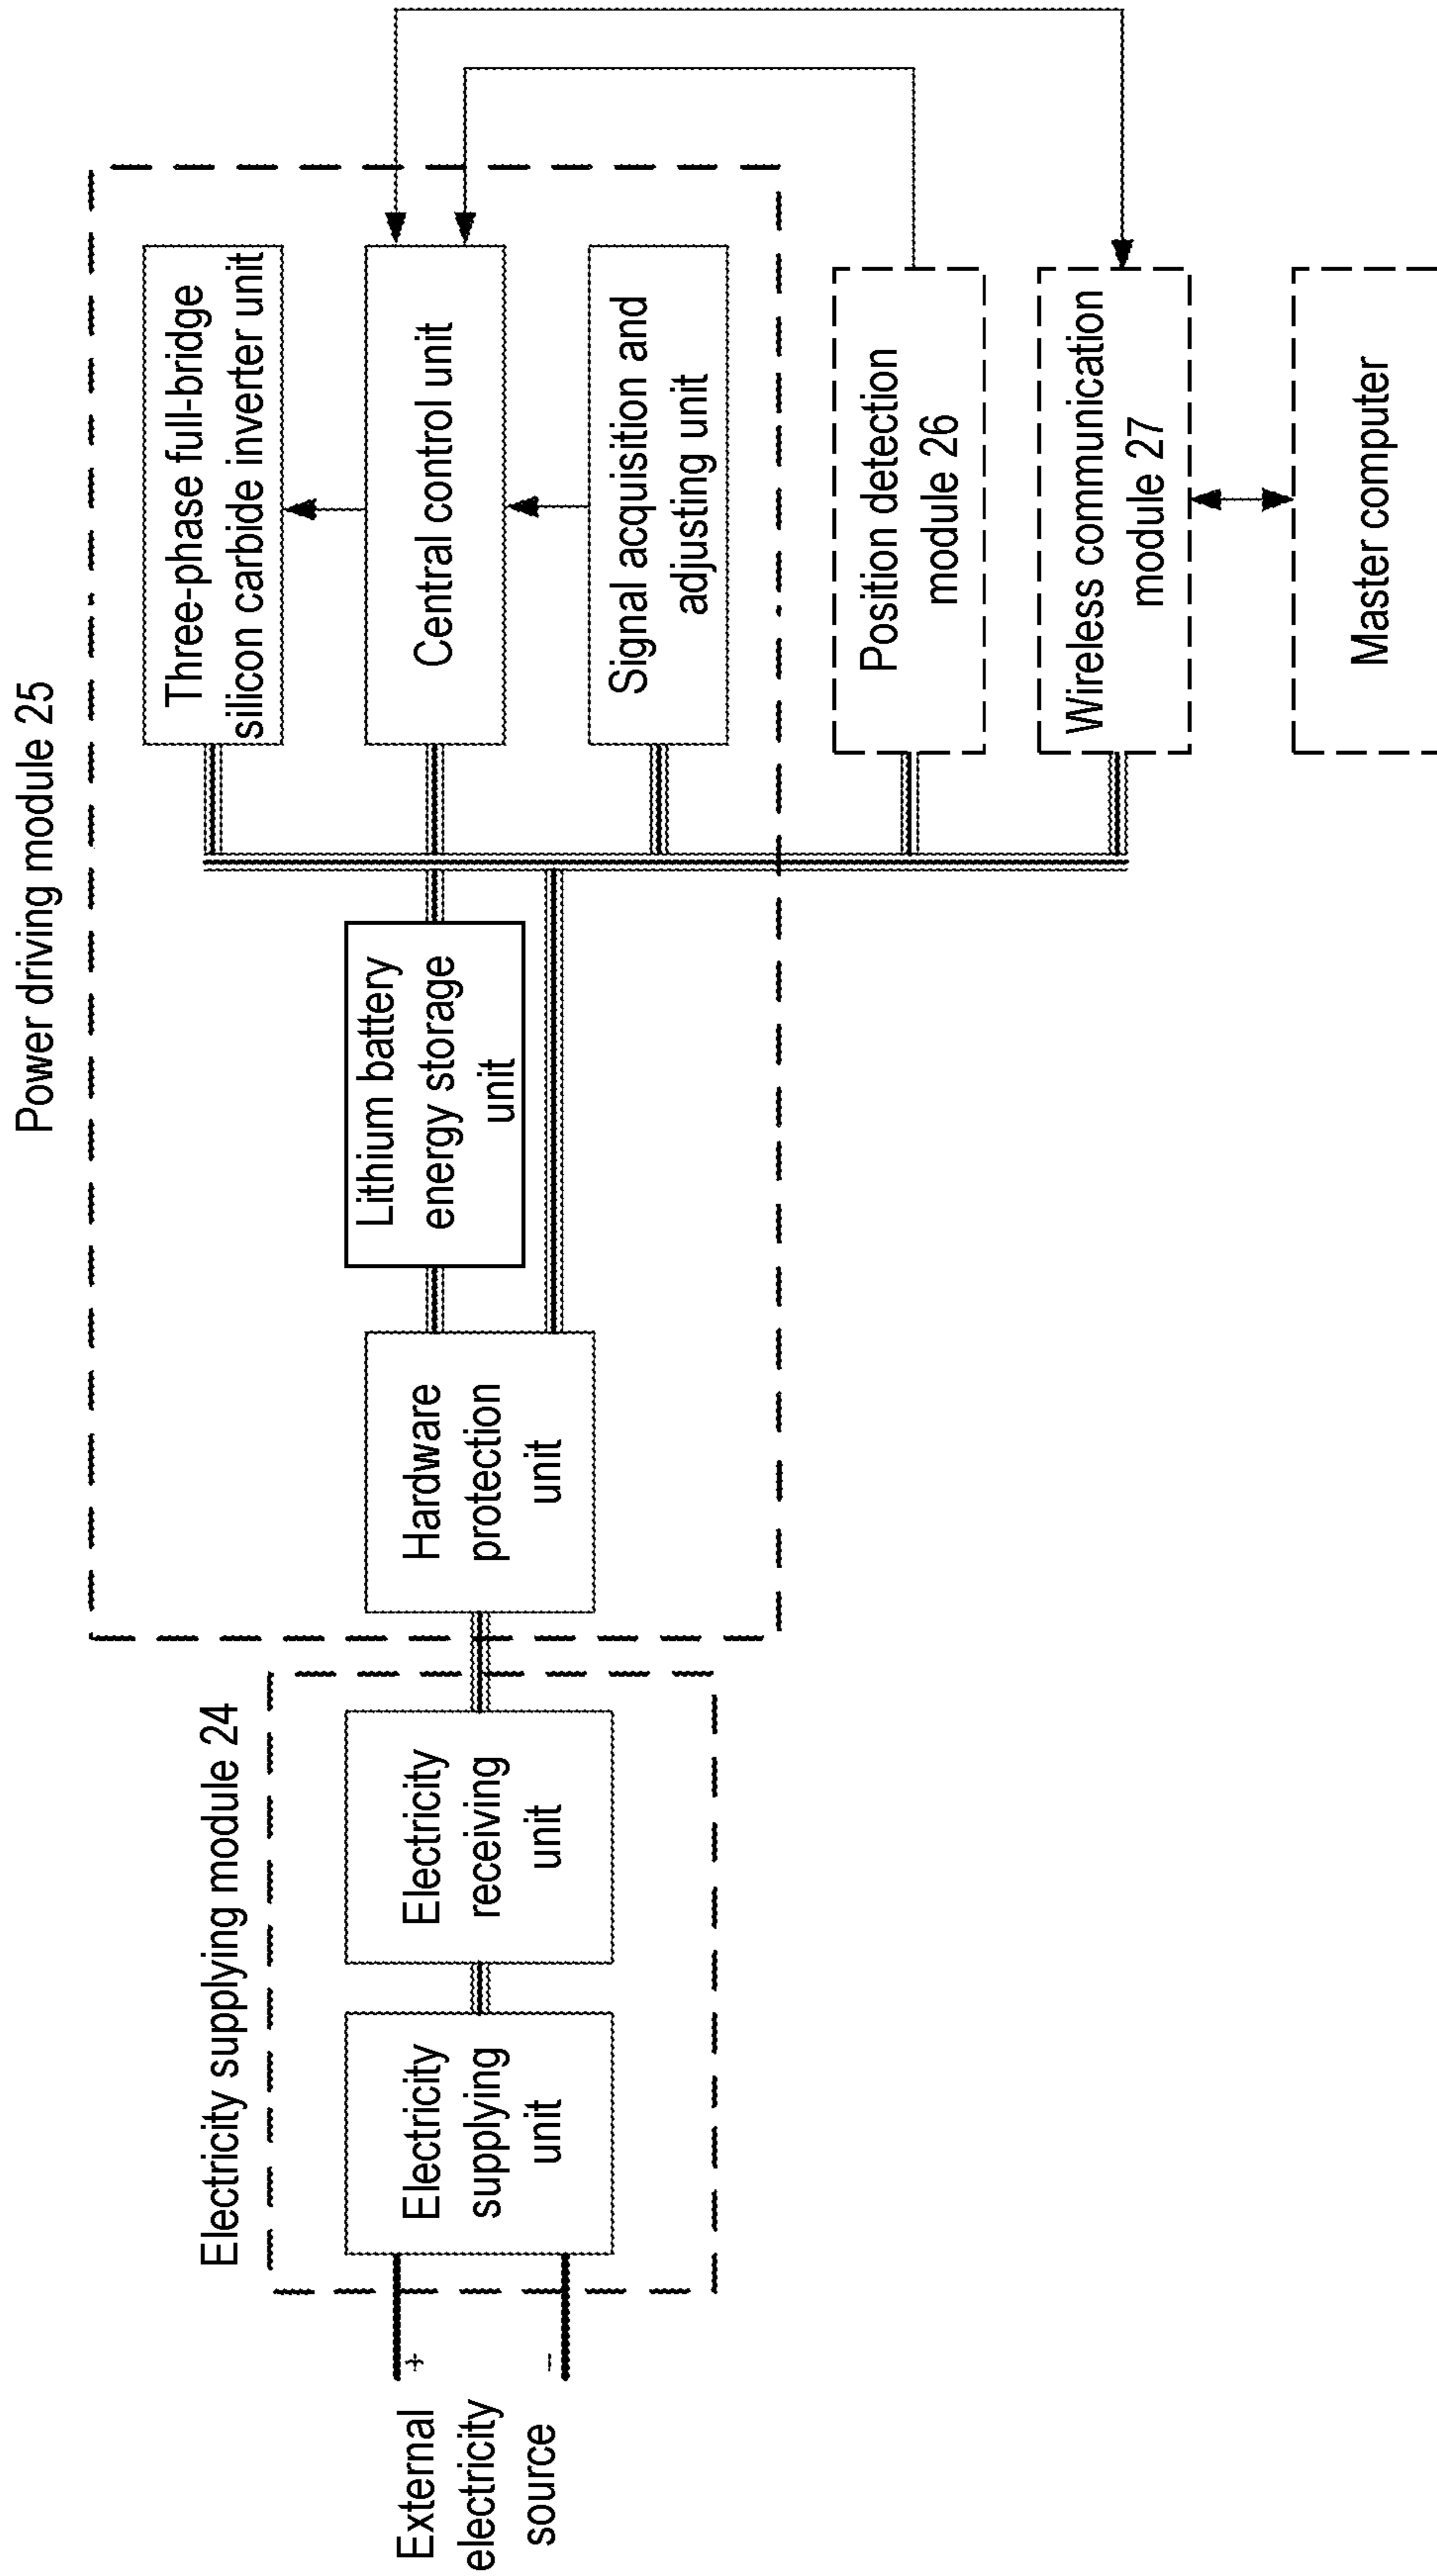 Power driving module 25
Electricity supplying module 24
External
electricity
source
+
-
Electricity
supplying
unit
Electricity
receiving
unit
Hardware
protection
unit
Lithium battery
energy storage
unit
Three-phase full-bridge
silicon carbide inverter unit
Central control unit
Signal acquisition and
adjusting unit
Position detection
module 26
Wireless communication
module 27
Master computer